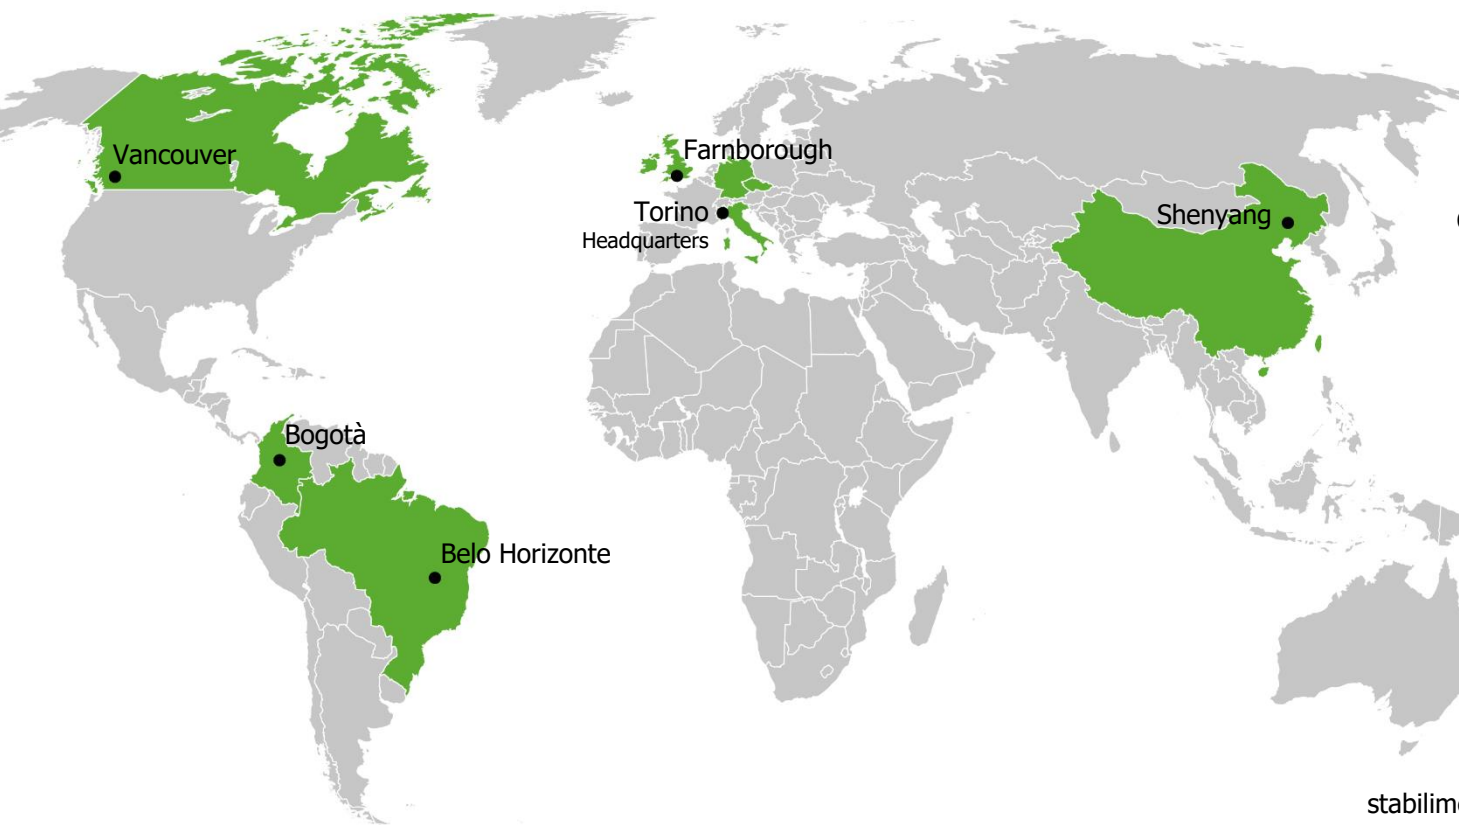 Vancouver
Farnborough
Torino
Headquarters
Shenyang
Bogotà
Belo Horizonte